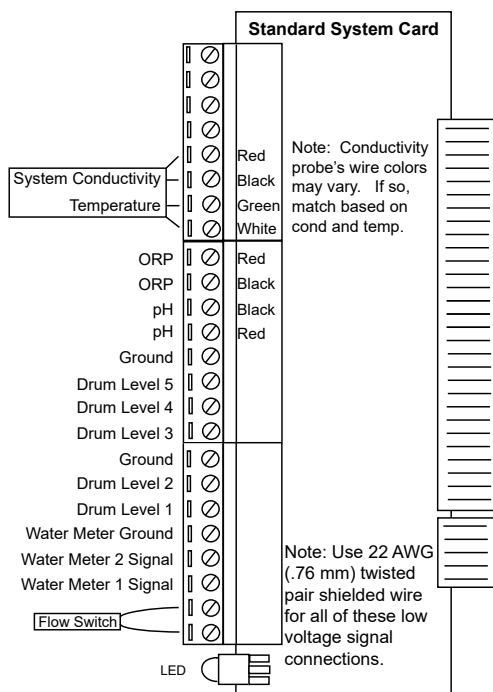 Standard System Card
Red
Black
Green
White
System Conductivity
Temperature
Note: Conductivity
probe's wire colors
may vary. If so,
match based on
cond and temp.
ORP Red
ORP Black
pH Black
pH Red
Ground
Drum Level 5
Drum Level 4
Drum Level 3
Ground
Drum Level 2
Drum Level 1
Water Meter Ground
Water Meter 2 Signal
Water Meter 1 Signal
Flow Switch
Note: Use 22 AWG
(.76 mm) twisted
pair shielded wire
for all of these low
voltage signal
connections.
LED